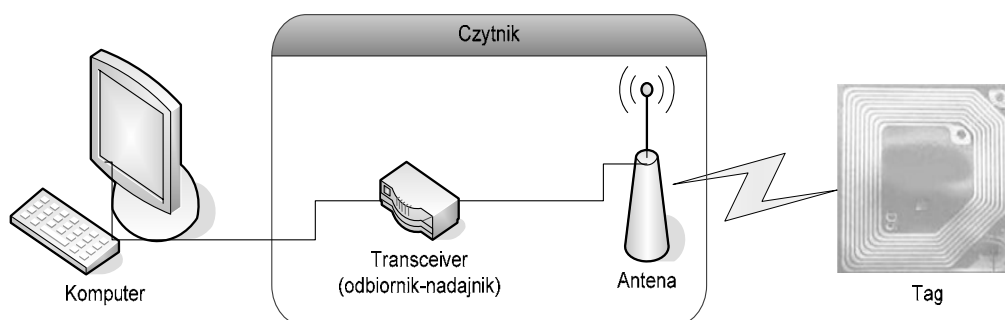 Czytnik
Komputer
Transceiver
(odbiornik-nadajnik)
Antena
Tag